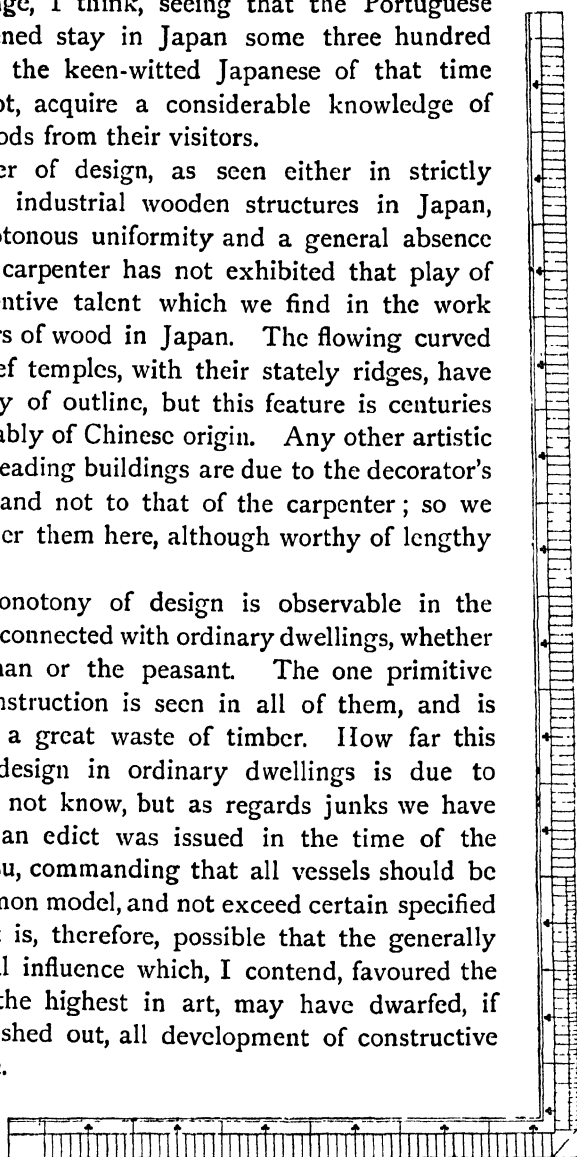 I think, seeing that the Portuguese
ened stay in Japan some three hundred
the keen-witted Japanese of that time
ot, acquire a considerable knowledge of
ods from their visitors.
er of design, as seen either in strictly
industrial wooden structures in Japan,
otonous uniformity and a general absence
carpenter has not exhibited that play of
ntive talent which we find in the work
s of wood in Japan. The flowing curved
ef temples, with their stately ridges, have
y of outline, but this feature is centuries
ably of Chinese origin. Any other artistic
eading buildings are due to the decorator's
and not to that of the carpenter ; so we
er them here, although worthy of lengthy
onotony of design is observable in the
connected with ordinary dwellings, whether
nan or the peasant. The one primitive
nstruction is seen in all of them, and is
a great waste of timber. How far this
design in ordinary dwellings is due to
not know, but as regards junks we have
an edict was issued in the time of the
u, commanding that all vessels should be
mon model, and not exceed certain specified
is, therefore, possible that the generally
l influence which, I contend, favoured the
the highest in art, may have dwarfed, if
shed out, all development of constructive